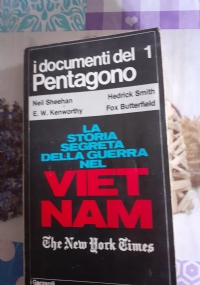 i documenti del 1
Pentagono
Neil Sheehan Hedrick Smith
E. W. Kenworthy Fox Butterfield
LA
STORIA
SEGRETA
DELLA GUERRA
NEL
VIET
NAM
The New York Times
Garzanti